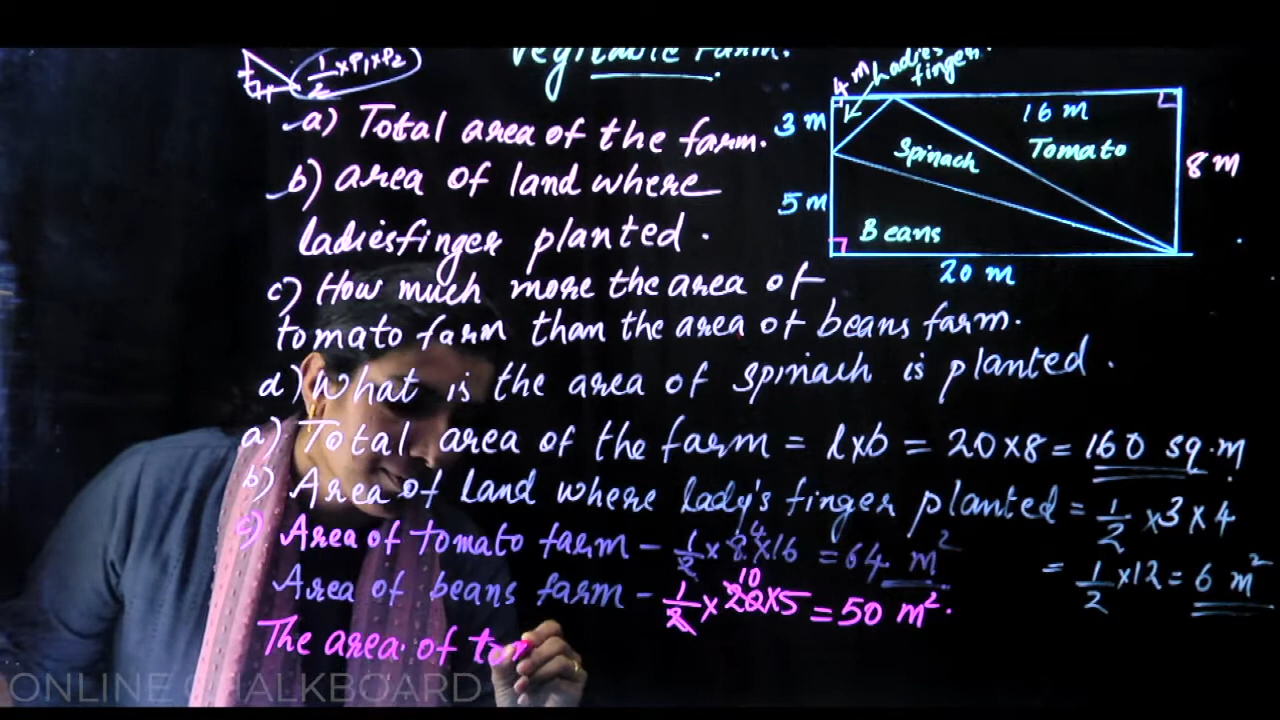 1/2 × P1 × P2
Vegitable Farm.
a) Total area of the farm.
b) area of land where
ladiesfinger planted.
c) How much more the area of
tomato farm than the area of beans farm.
d) What is the area of spinach is planted.
4 m
Ladies
finger.
3 m
16 m
Spinach
Tomato
8 m
5 m
Beans
20 m
a) Total area of the farm = l×b = 20×8 = 160 sq.m
b) Area of Land where lady's finger planted = 1/2 ×3×4
= 1/2 ×12 = 6 m²
c) Area of tomato farm – 1/2 × 8 4 ×16 = 64 m²
Area of beans farm – 1/2 × 20 10 ×5 = 50 m².
The area of
ONLINE CHALKBOARD